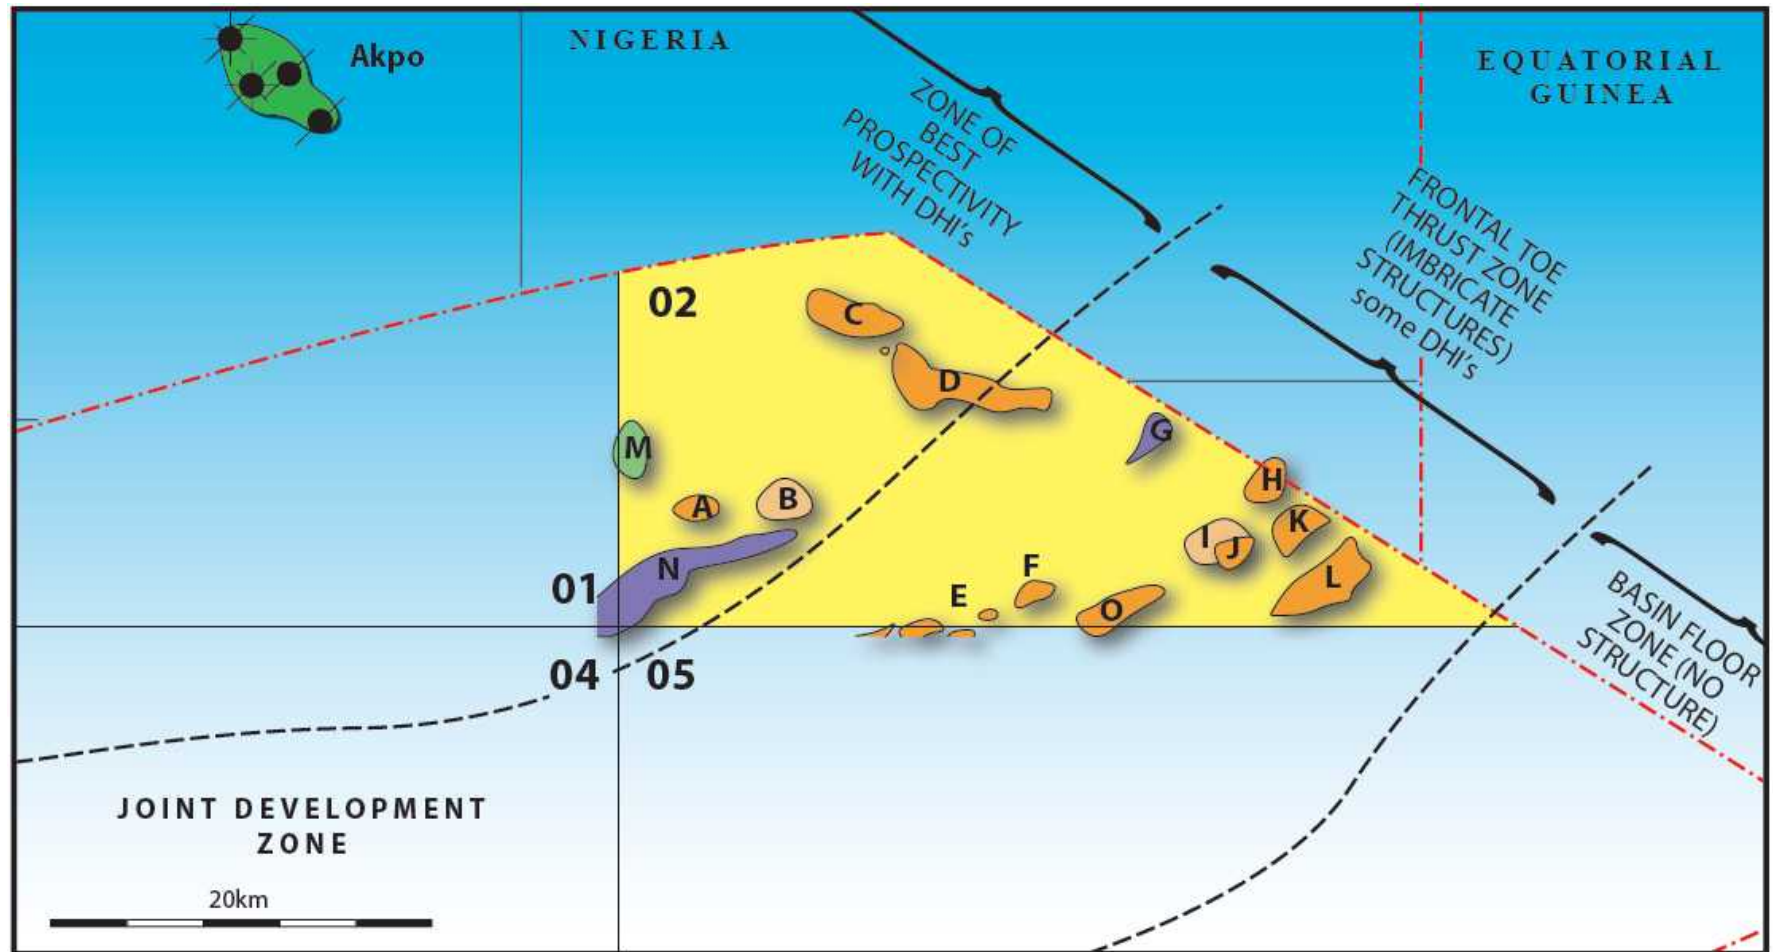 Akpo
NIGERIA
EQUATORIAL
GUINEA
ZONE OF
BEST
PROSPECTIVITY
WITH DHI's
FRONTAL TOE
THRUST ZONE
(IMBRICATE
STRUCTURES)
some DHI's
BASIN FLOOR
ZONE (NO
STRUCTURE)
02
C
D
M
A
B
G
H
K
I
J
L
N
F
E
O
01
04
05
JOINT DEVELOPMENT
ZONE
20km